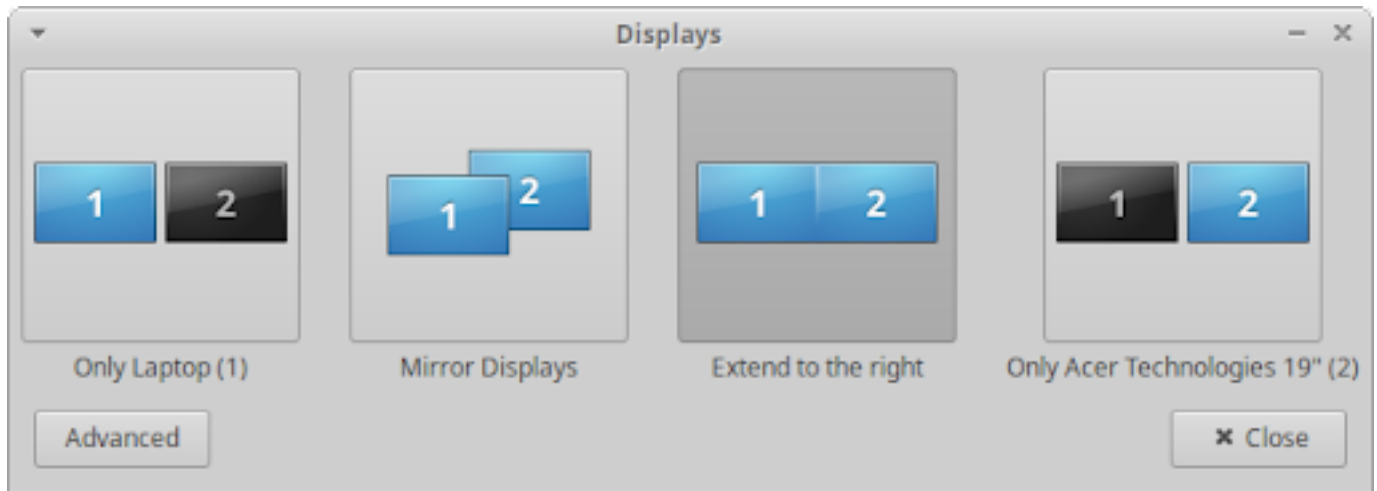 Displays
1 2
1 2
1 2
1 2
Only Laptop (1)
Mirror Displays
Extend to the right
Only Acer Technologies 19" (2)
Advanced
Close